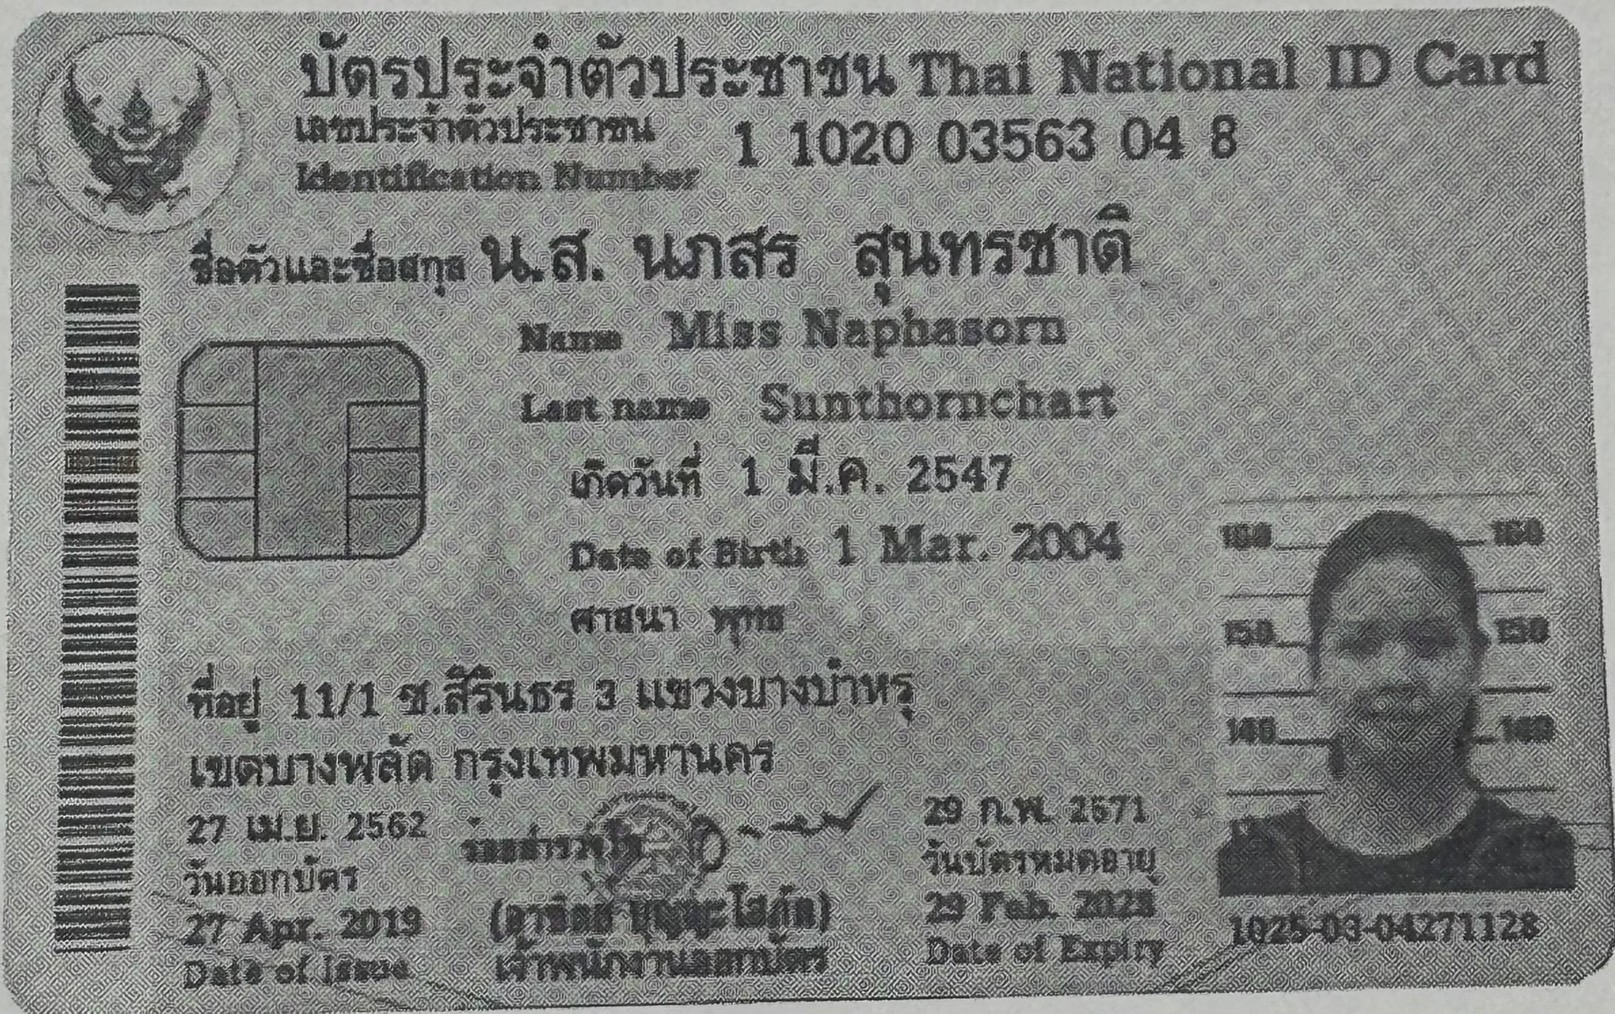 บัตรประจำตัวประชาชน Thai National ID Card
เลขประจำตัวประชาชน 1 1020 03563 04 8
Identification Number
ชื่อตัวและชื่อสกุล น.ส. นภสร สุนทรชาติ
Name Miss Naphasorn
Last name Sunthornchart
เกิดวันที่ 1 มี.ค. 2547
Date of Birth 1 Mar. 2004
ศาสนา พุทธ
ที่อยู่ 11/1 ซ.สิรินธร 3 แขวงบางบำหรุ
เขตบางพลัด กรุงเทพมหานคร
27 เม.ย. 2562
วันออกบัตร
27 Apr. 2019
Date of Issue
เจ้าพนักงานออกบัตร
29 ก.พ. 2571
วันบัตรหมดอายุ
29 Feb. 2028
Date of Expiry
160 160
150 150
140 140
1025-03-04271128